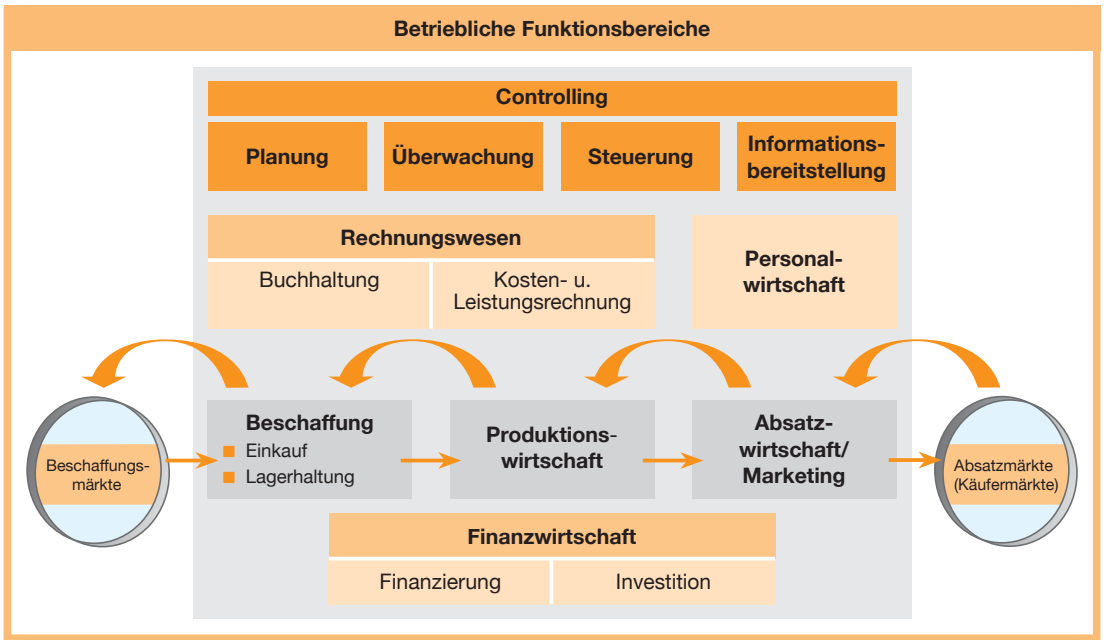 Betriebliche Funktionsbereiche
Controlling
Planung
Überwachung
Steuerung
Informations-
bereitstellung
Rechnungswesen
Buchhaltung
Kosten- u.
Leistungsrechnung
Personal-
wirtschaft
Beschaffungs-
märkte
Beschaffung
Einkauf
Lagerhaltung
Produktions-
wirtschaft
Absatz-
wirtschaft/
Marketing
Absatzmärkte
(Käufermärkte)
Finanzwirtschaft
Finanzierung
Investition